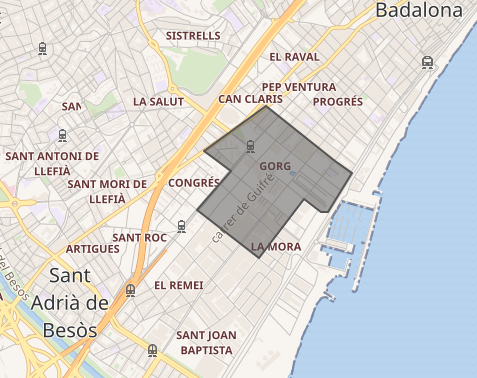 Badalona
SISTRELLS
EL RAVAL
PEP VENTURA
CAN CLARIS
PROGRÉS
SAN
LA SALUT
SANT ANTONI DE
LLEFIÀ
GORG
CONGRÉS
SANT MORI DE
LLEFIÀ
carrer de Guifré
SANT ROC
ARTIGUES
LA MORA
del Besòs
Sant
Adrià de
Besòs
EL REMEI
SANT JOAN
BAPTISTA